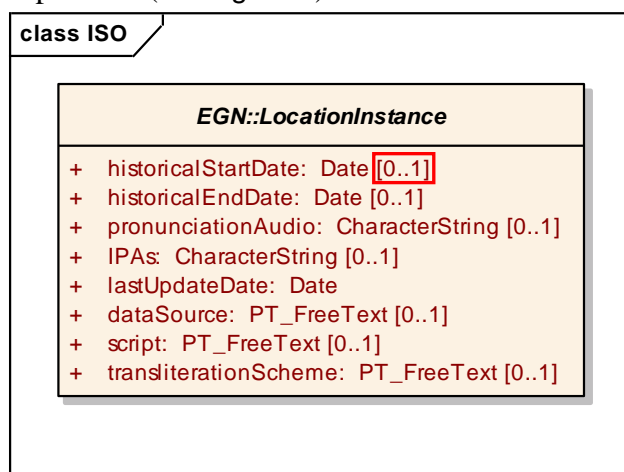 class ISO
EGN::LocationInstance
+ historicalStartDate: Date [0..1]
+ historicalEndDate: Date [0..1]
+ pronunciationAudio: CharacterString [0..1]
+ IPAs: CharacterString [0..1]
+ lastUpdateDate: Date
+ dataSource: PT_FreeText [0..1]
+ script: PT_FreeText [0..1]
+ transliterationScheme: PT_FreeText [0..1]